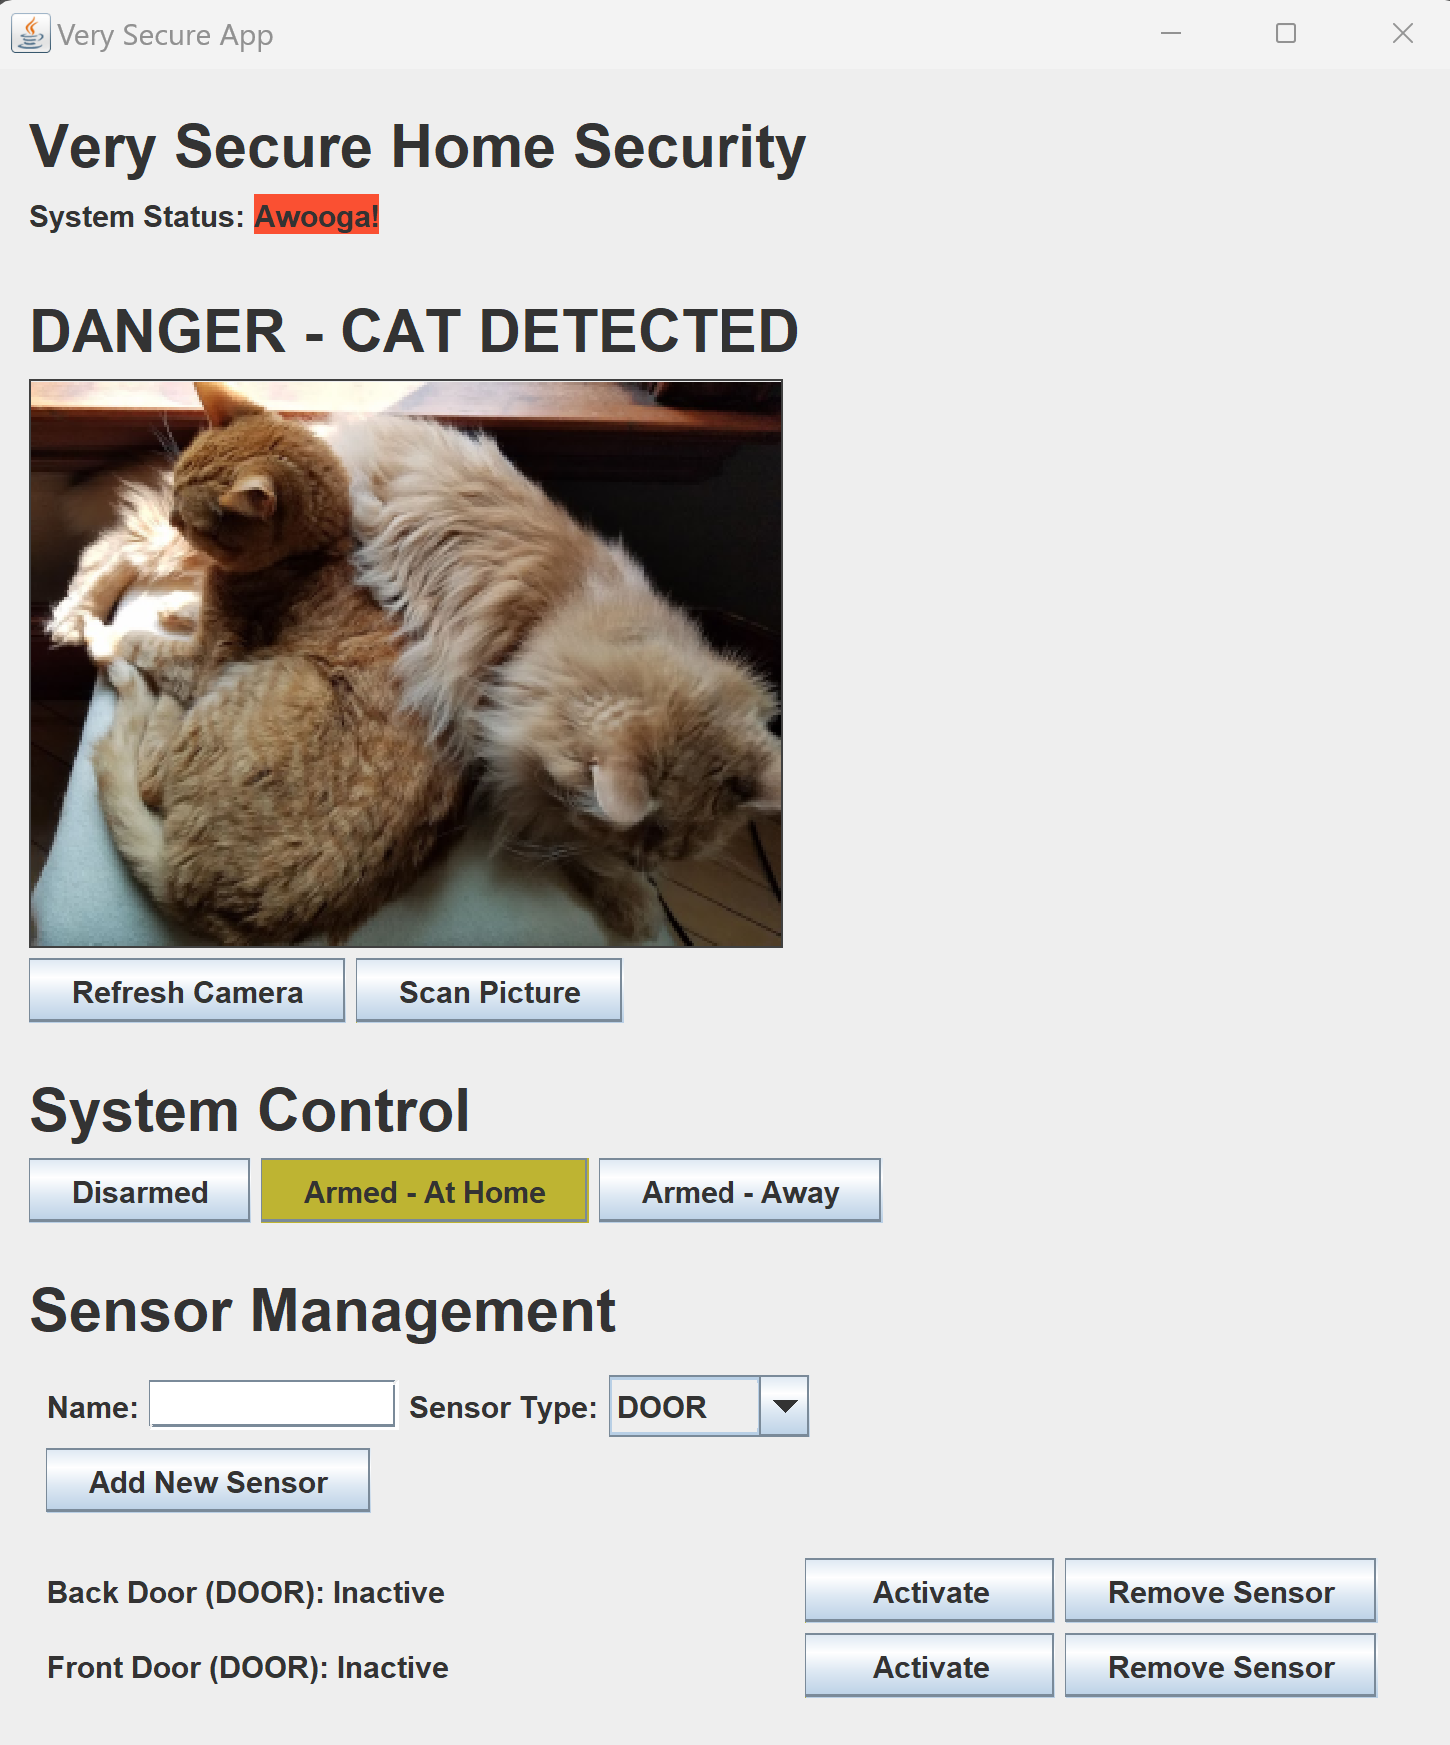 Very Secure App
Very Secure Home Security
System Status: Awooga!
DANGER - CAT DETECTED
Refresh Camera Scan Picture
System Control
Disarmed Armed - At Home Armed - Away
Sensor Management
Name: Sensor Type: DOOR
Add New Sensor
Back Door (DOOR): Inactive Activate Remove Sensor
Front Door (DOOR): Inactive Activate Remove Sensor